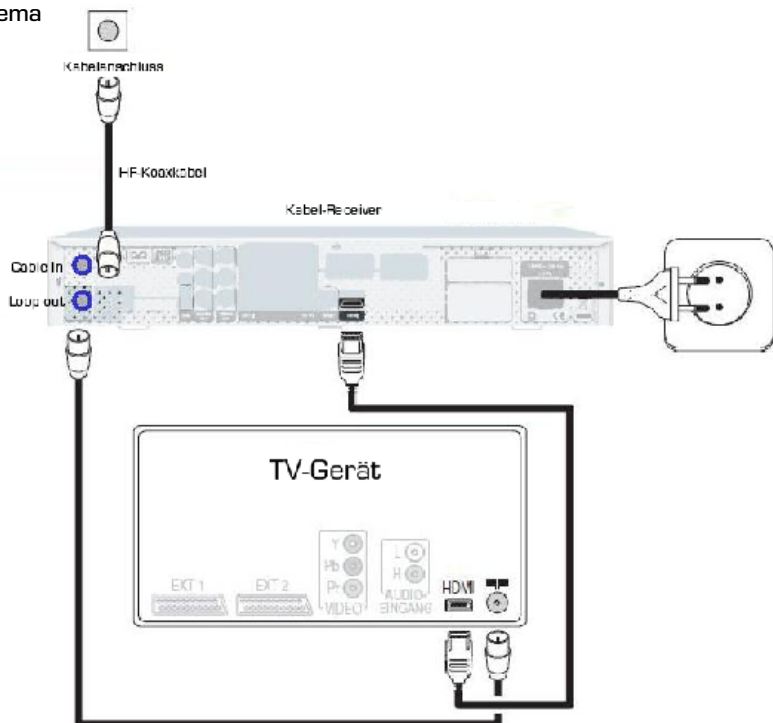 ema
Kabelanschluss
HF-Koaxkabel
Kabel-Receiver
Cable in
Loop out
TV-Gerät
Y
Pb
Pr
VIDEO
L
R
AUDIO-
EINGANG
EXT 1
EXT 2
HDMI